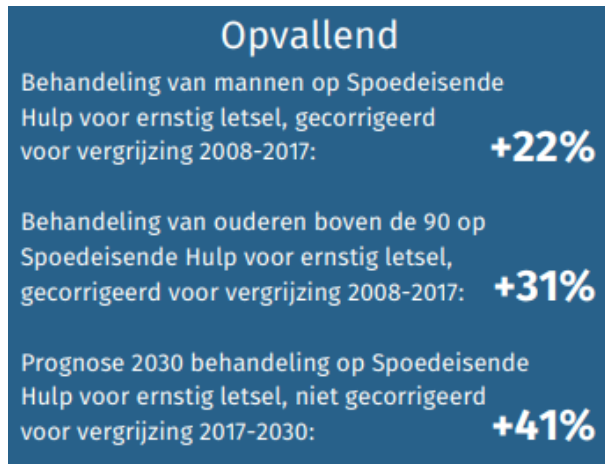 Opvallend
Behandeling van mannen op Spoedeisende
Hulp voor ernstig letsel, gecorrigeerd
voor vergrijzing 2008-2017: +22%
Behandeling van ouderen boven de 90 op
Spoedeisende Hulp voor ernstig letsel,
gecorrigeerd voor vergrijzing 2008-2017: +31%
Prognose 2030 behandeling op Spoedeisende
Hulp voor ernstig letsel, niet gecorrigeerd
voor vergrijzing 2017-2030: +41%